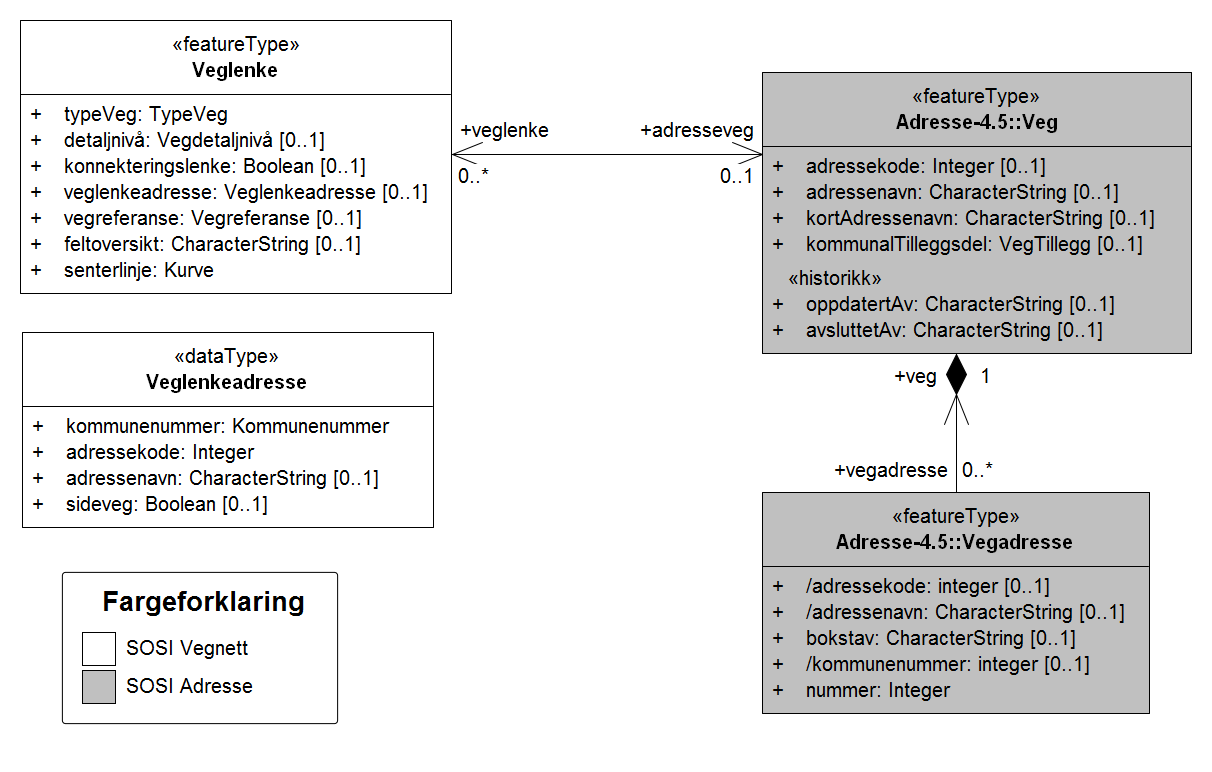 «featureType»
Veglenke
+ typeVeg: TypeVeg
+ detaljnivå: Vegdetaljnivå [0..1]
+ konnekteringslenke: Boolean [0..1]
+ veglenkeadresse: Veglenkeadresse [0..1]
+ vegreferanse: Vegreferanse [0..1]
+ feltoversikt: CharacterString [0..1]
+ senterlinje: Kurve
+veglenke
0..*
+adresseveg
0..1
«featureType»
Adresse-4.5::Veg
+ adressekode: Integer [0..1]
+ adressenavn: CharacterString [0..1]
+ kortAdressenavn: CharacterString [0..1]
+ kommunalTilleggsdel: VegTillegg [0..1]
«historikk»
+ oppdatertAv: CharacterString [0..1]
+ avsluttetAv: CharacterString [0..1]
«dataType»
Veglenkeadresse
+ kommunenummer: Kommunenummer
+ adressekode: Integer
+ adressenavn: CharacterString [0..1]
+ sideveg: Boolean [0..1]
+veg 1
+vegadresse 0..*
«featureType»
Adresse-4.5::Vegadresse
+ /adressekode: integer [0..1]
+ /adressenavn: CharacterString [0..1]
+ bokstav: CharacterString [0..1]
+ /kommunenummer: integer [0..1]
+ nummer: Integer
Fargeforklaring
SOSI Vegnett
SOSI Adresse